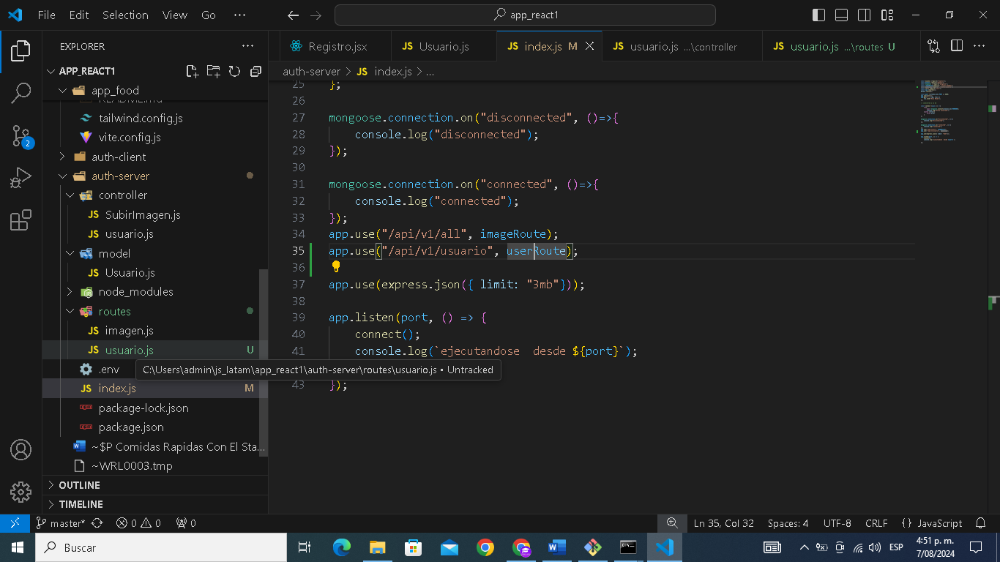 File Edit Selection View Go ···
app_react1
EXPLORER ···
APP_REACT1
app_food
README.md
tailwind.config.js
vite.config.js
auth-client
auth-server
controller
JS SubirImagen.js
JS usuario.js
model
JS Usuario.js
node_modules
routes
JS imagen.js
JS usuario.js U
.env
JS index.js M
package-lock.json
package.json
~$P Comidas Rapidas Con El Sta...
~WRL0003.tmp
OUTLINE
TIMELINE
Registro.jsx JS Usuario.js JS index.js M JS usuario.js ...\controller JS usuario.js ...\routes U ···
auth-server > JS index.js > ...
25 };
26
27 mongoose.connection.on("disconnected", ()=>{
28 console.log("disconnected");
29 });
30
31 mongoose.connection.on("connected", ()=>{
32 console.log("connected");
33 });
34 app.use("/api/v1/all", imageRoute);
35 app.use("/api/v1/usuario", userRoute);
36
37 app.use(express.json({ limit: "3mb"}));
38
39 app.listen(port, () => {
40 connect();
41 console.log(`ejecutandose  desde ${port}`);
C:\Users\admin\js_latam\app_react1\auth-server\routes\usuario.js • Untracked
43 });
2
master* 0 0 0 Ln 35, Col 32 Spaces: 4 UTF-8 CRLF {} JavaScript
Buscar
ESP
4:51 p. m.
7/08/2024